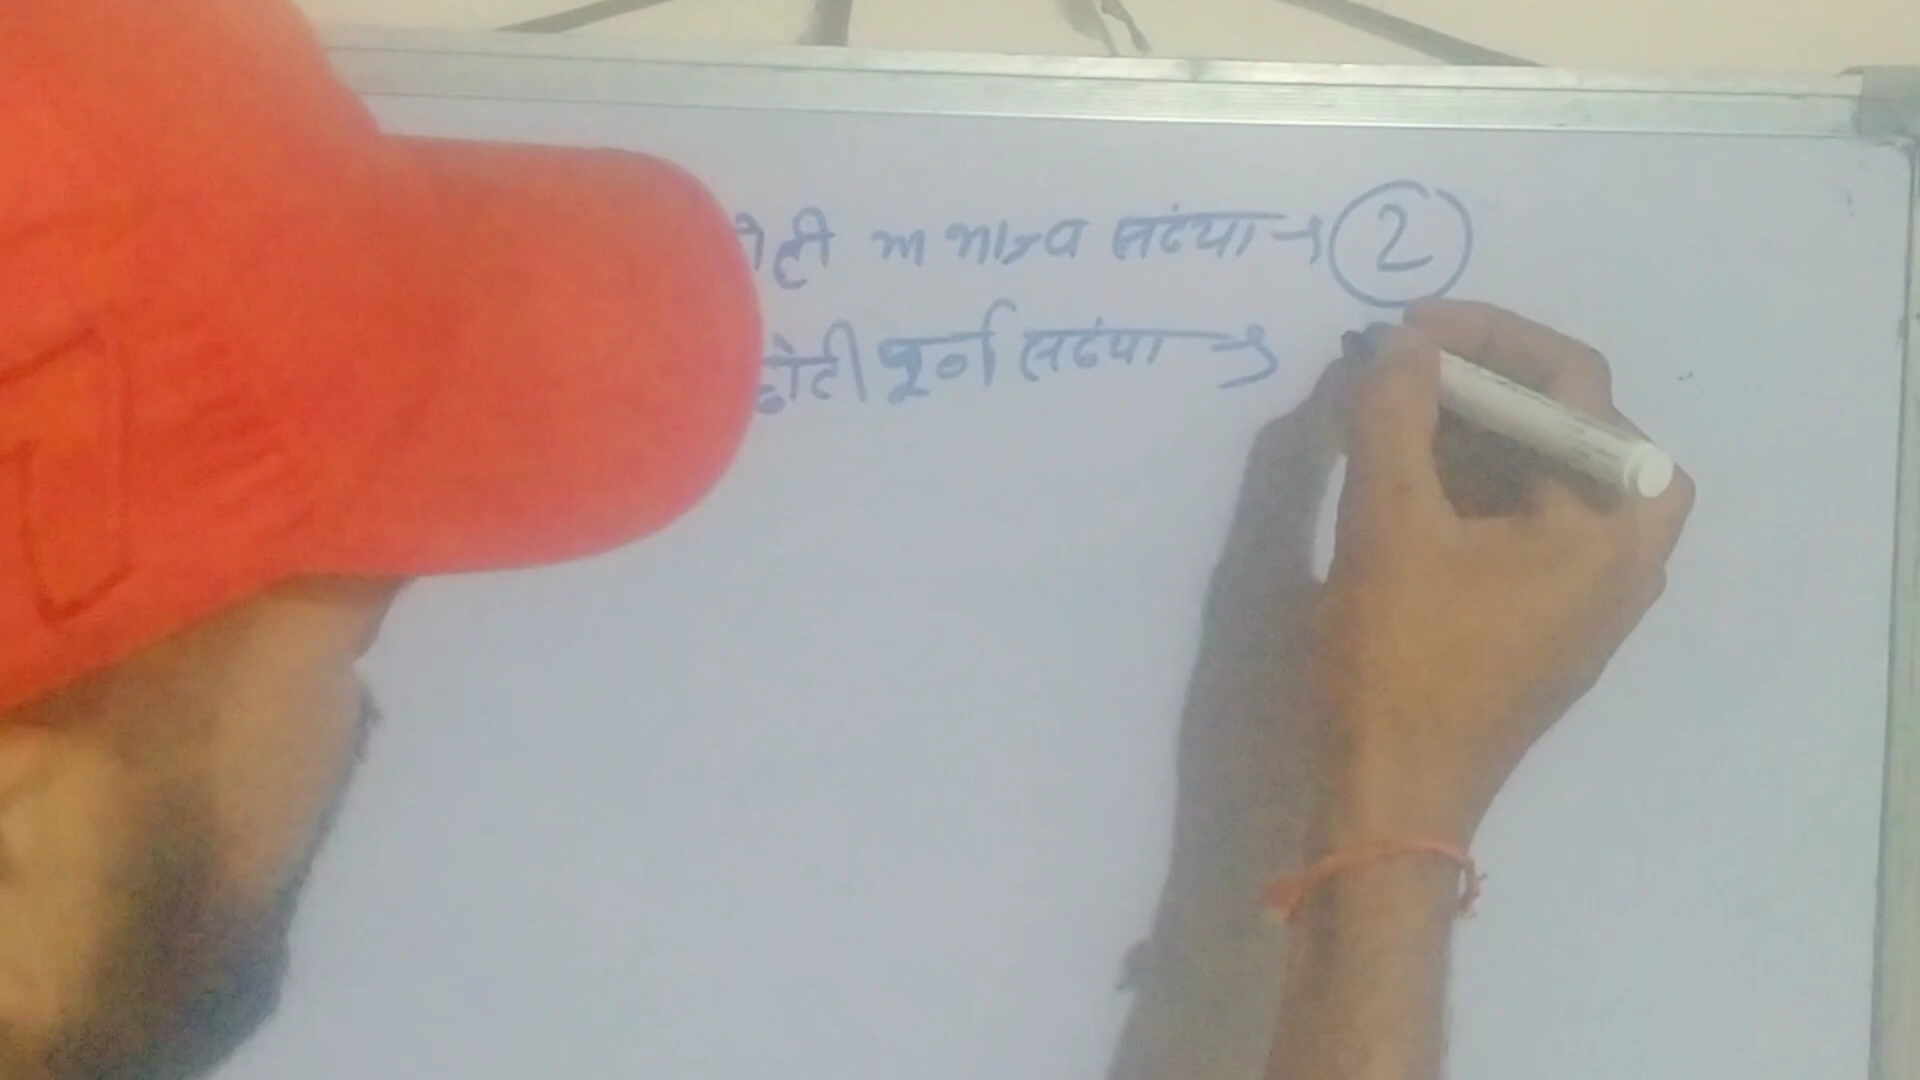 ोटी अभाज्य संख्या → 2
छोटी पूर्ण संख्या →